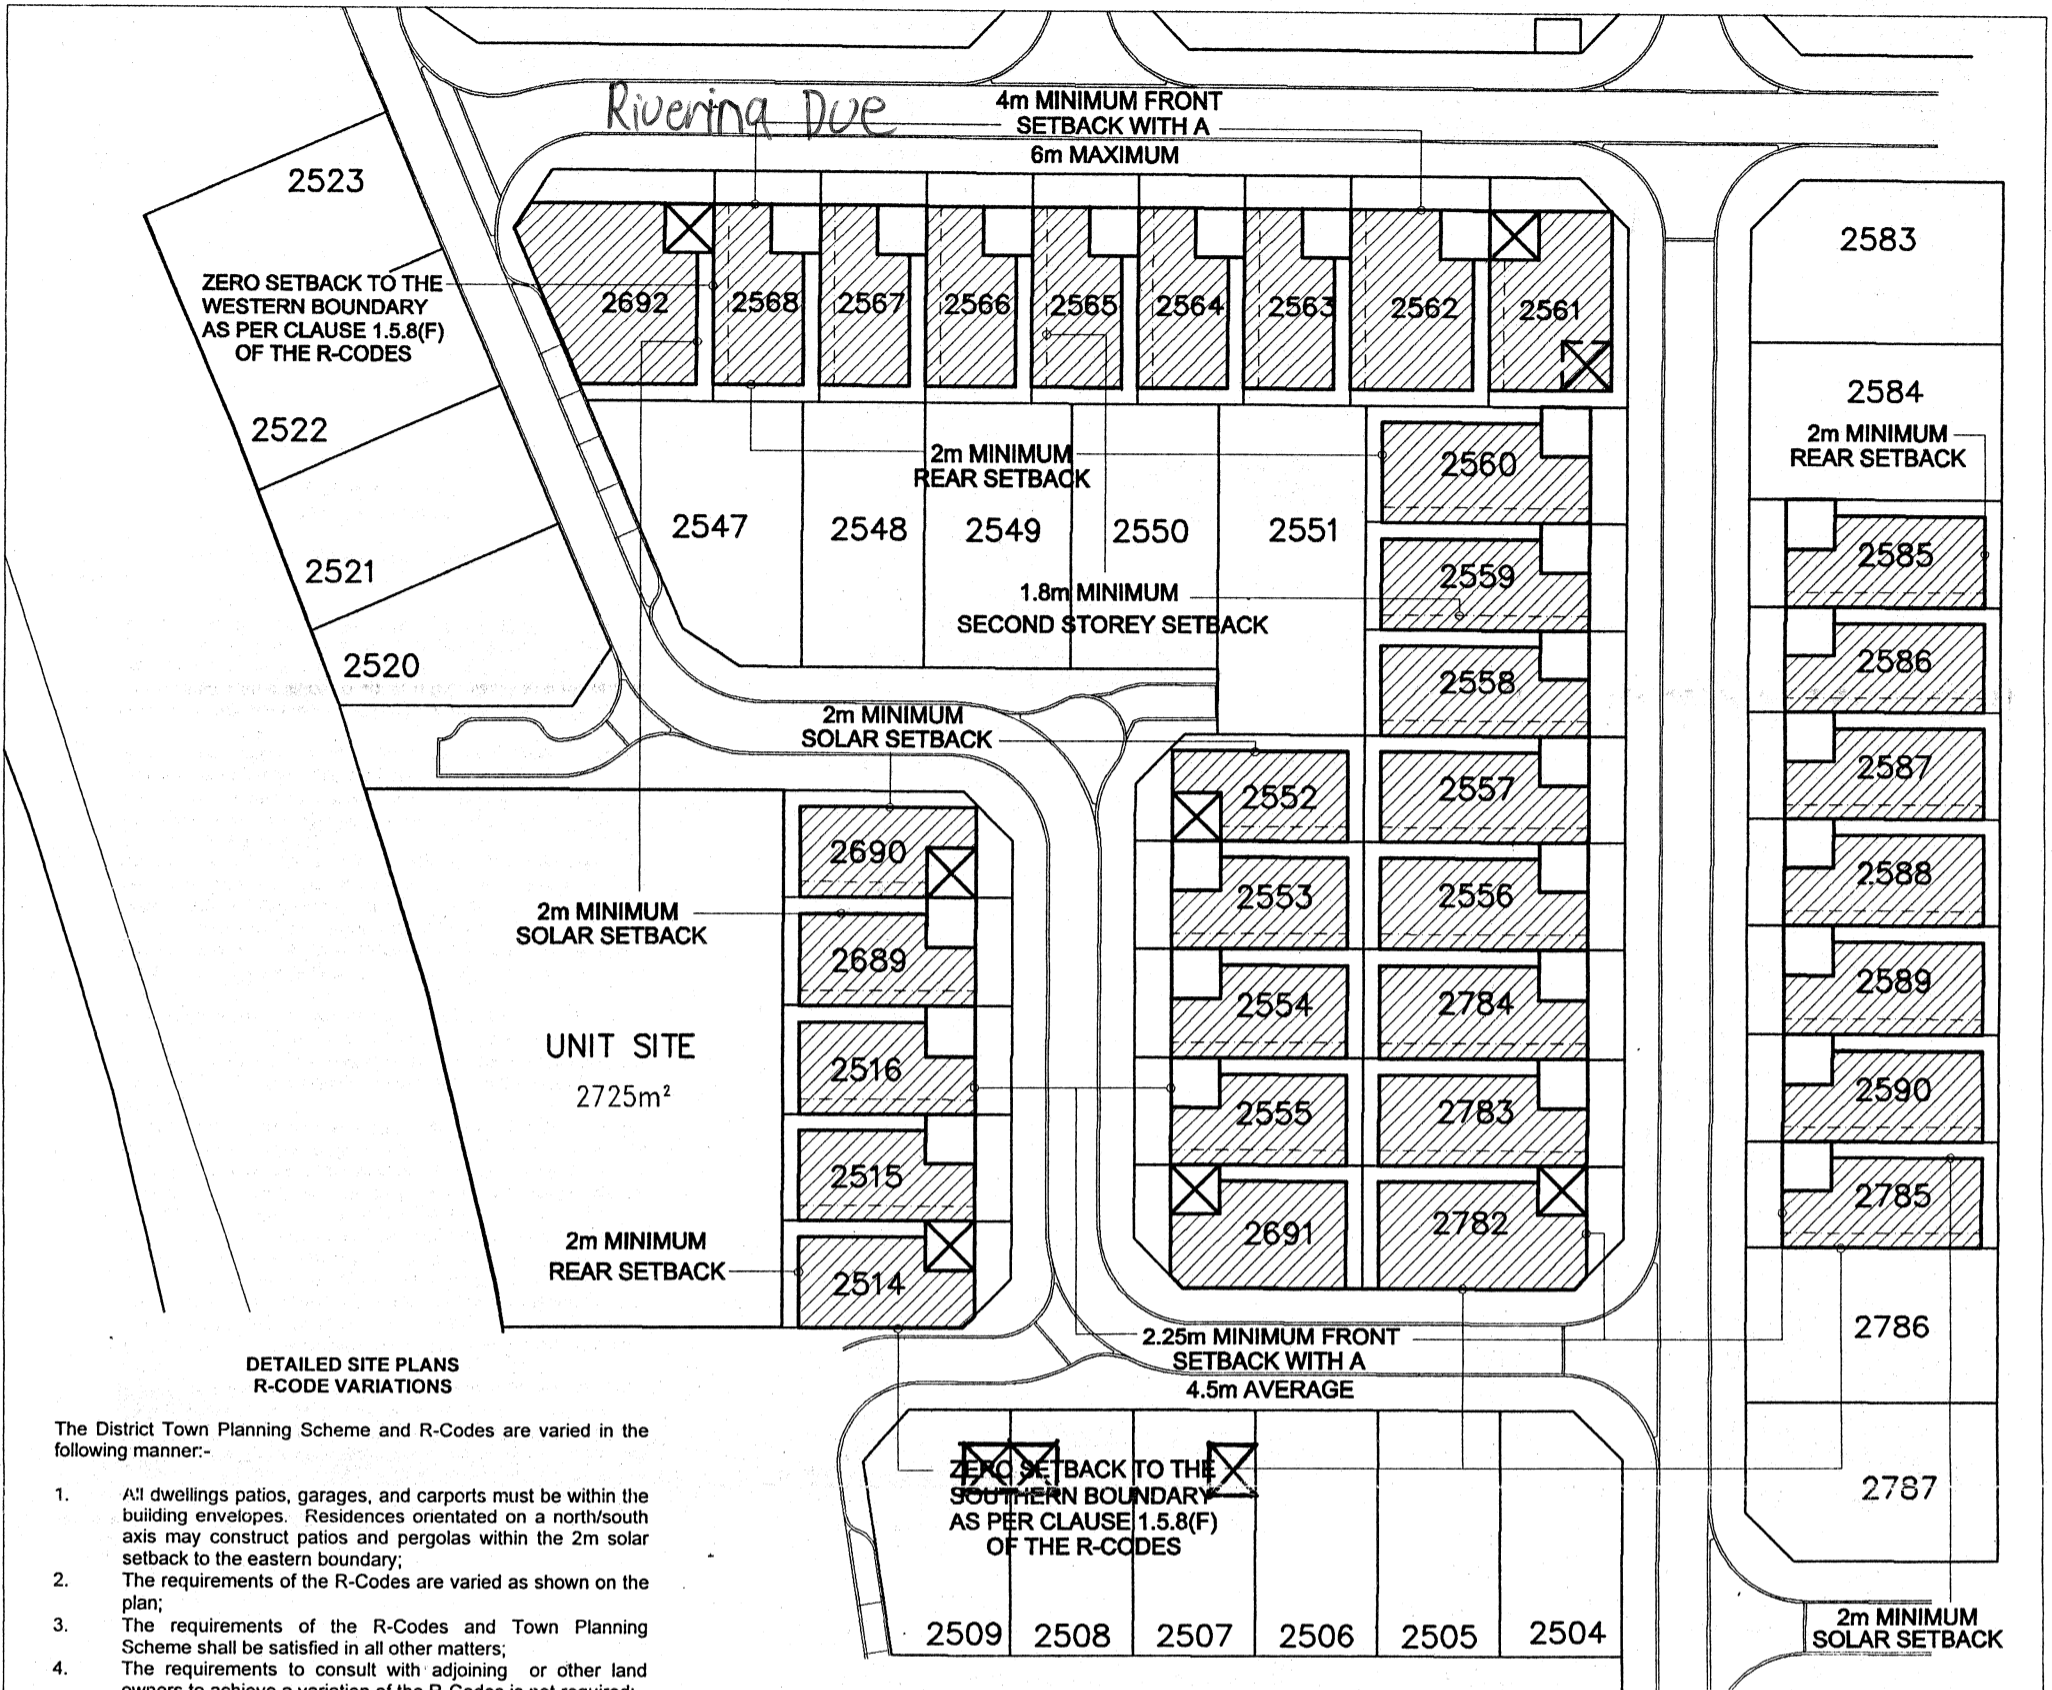 Rivering Dve
4m MINIMUM FRONT
SETBACK WITH A
6m MAXIMUM
2523
2583
ZERO SETBACK TO THE
WESTERN BOUNDARY
AS PER CLAUSE 1.5.8(F)
OF THE R-CODES
2692
2568
2567
2566
2565
2564
2563
2562
2561
2584
2m MINIMUM
REAR SETBACK
2522
2m MINIMUM
REAR SETBACK
2560
2547
2548
2549
2550
2551
2585
2521
2559
1.8m MINIMUM
SECOND STOREY SETBACK
2520
2558
2586
2m MINIMUM
SOLAR SETBACK
2552
2557
2587
2690
2553
2556
2588
2m MINIMUM
SOLAR SETBACK
2689
2554
2784
2589
UNIT SITE
2725m²
2516
2555
2783
2590
2515
2691
2782
2785
2m MINIMUM
REAR SETBACK
2514
2.25m MINIMUM FRONT
SETBACK WITH A
4.5m AVERAGE
2786
DETAILED SITE PLANS
R-CODE VARIATIONS
The District Town Planning Scheme and R-Codes are varied in the
following manner:-
1. All dwellings patios, garages, and carports must be within the
building envelopes. Residences orientated on a north/south
axis may construct patios and pergolas within the 2m solar
setback to the eastern boundary;
2. The requirements of the R-Codes are varied as shown on the
plan;
3. The requirements of the R-Codes and Town Planning
Scheme shall be satisfied in all other matters;
4. The requirements to consult with adjoining or other land
owners to achieve a variation of the R-Codes is not required;
ZERO SETBACK TO THE
SOUTHERN BOUNDARY
AS PER CLAUSE 1.5.8(F)
OF THE R-CODES
2787
2509
2508
2507
2506
2505
2504
2m MINIMUM
SOLAR SETBACK